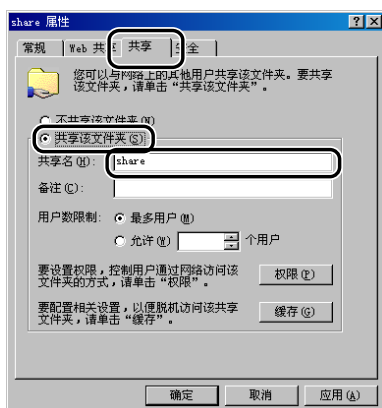 share 属性
常规 Web 共享 共享 安全
您可以与网络上的其他用户共享该文件夹。要共享
该文件夹，请单击“共享该文件夹”。
不共享该文件夹(N)
共享该文件夹(S)
共享名(H): share
备注(C):
用户数限制: 最多用户(M)
允许(W) 个用户
要设置权限，控制用户通过网络访问该
文件夹的方式，请单击“权限”。
权限(P)
要配置相关设置，以便脱机访问该共享
文件夹，请单击“缓存”。
缓存(G)
确定 取消 应用(A)